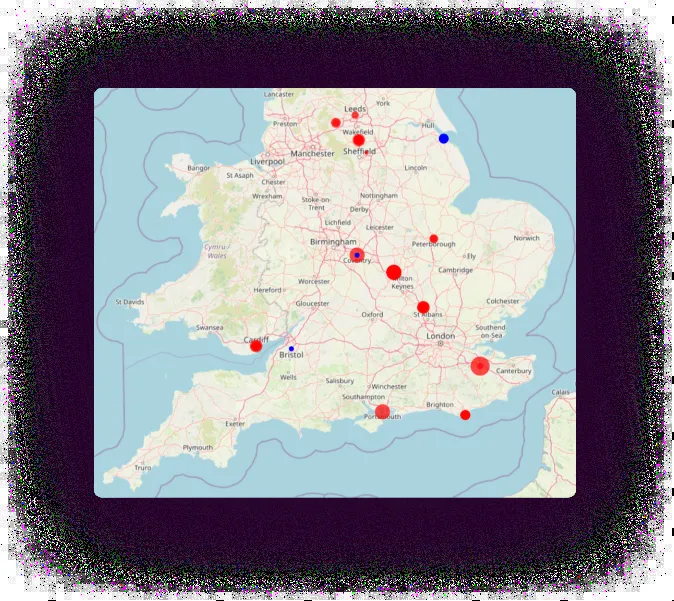 Lancaster
York
Leeds
Preston
Wakefield
Hull
Manchester
Sheffield
Liverpool
Bangor
St Asaph
Chester
Lincoln
Wrexham
Stoke-on-
Trent
Nottingham
Derby
Lichfield
Leicester
Birmingham
Peterborough
Norwich
Cymru /
Wales
Coventry
Ely
Cambridge
Worcester
Hereford
Keynes
St Davids
Gloucester
Colchester
Oxford
St Albans
Swansea
Southend
-on-Sea
Cardiff
London
Bristol
Canterbury
Wells
Salisbury
Winchester
Southampton
Calais
Brighton
Portsmouth
Exeter
Plymouth
Truro